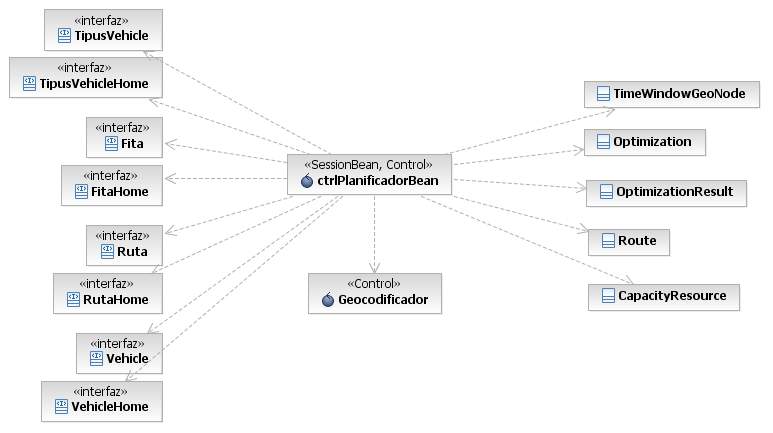 «interfaz»
TipusVehicle
«interfaz»
TipusVehicleHome
«interfaz»
Fita
«interfaz»
FitaHome
«interfaz»
Ruta
«interfaz»
RutaHome
«interfaz»
Vehicle
«interfaz»
VehicleHome
«SessionBean, Control»
ctrlPlanificadorBean
«Control»
Geocodificador
TimeWindowGeoNode
Optimization
OptimizationResult
Route
CapacityResource